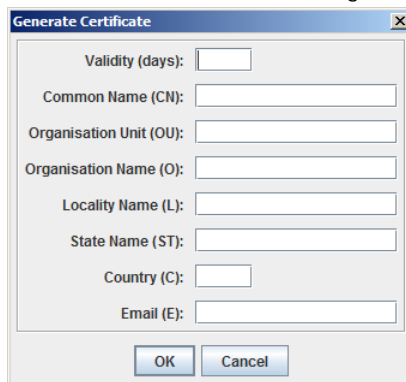 Generate Certificate
Validity (days):
Common Name (CN):
Organisation Unit (OU):
Organisation Name (O):
Locality Name (L):
State Name (ST):
Country (C):
Email (E):
OK Cancel